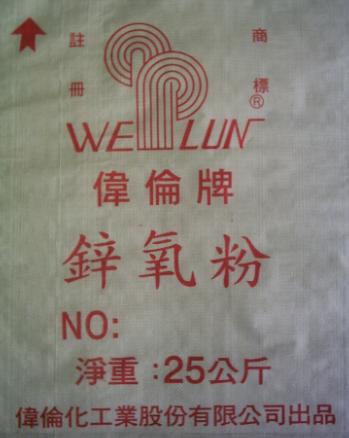 註冊 商標®
WEI LUN
偉倫牌
鋅氧粉
NO:
淨重:25公斤
偉倫化工業股份有限公司出品